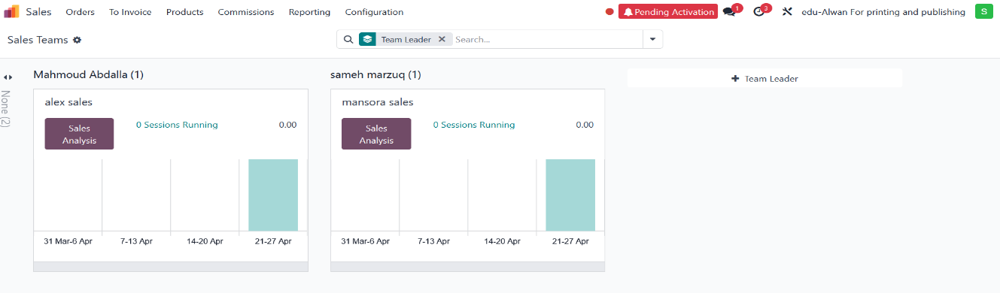 Sales Orders To Invoice Products Commissions Reporting Configuration Pending Activation 1 3 edu-Alwan For printing and publishing S
Sales Teams Team Leader Search...
None (2)
Mahmoud Abdalla (1)
alex sales
Sales Analysis 0 Sessions Running 0.00
31 Mar-6 Apr 7-13 Apr 14-20 Apr 21-27 Apr
sameh marzuq (1)
mansora sales
Sales Analysis 0 Sessions Running 0.00
31 Mar-6 Apr 7-13 Apr 14-20 Apr 21-27 Apr
Team Leader